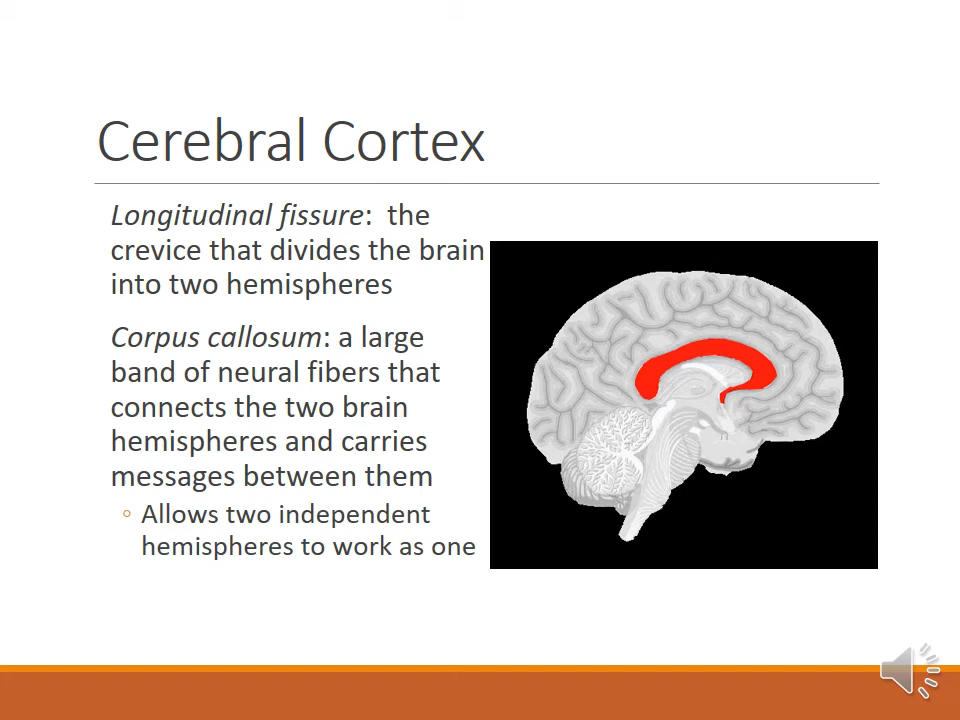 Cerebral Cortex
Longitudinal fissure:  the
crevice that divides the brain
into two hemispheres
Corpus callosum: a large
band of neural fibers that
connects the two brain
hemispheres and carries
messages between them
◦ Allows two independent
hemispheres to work as one